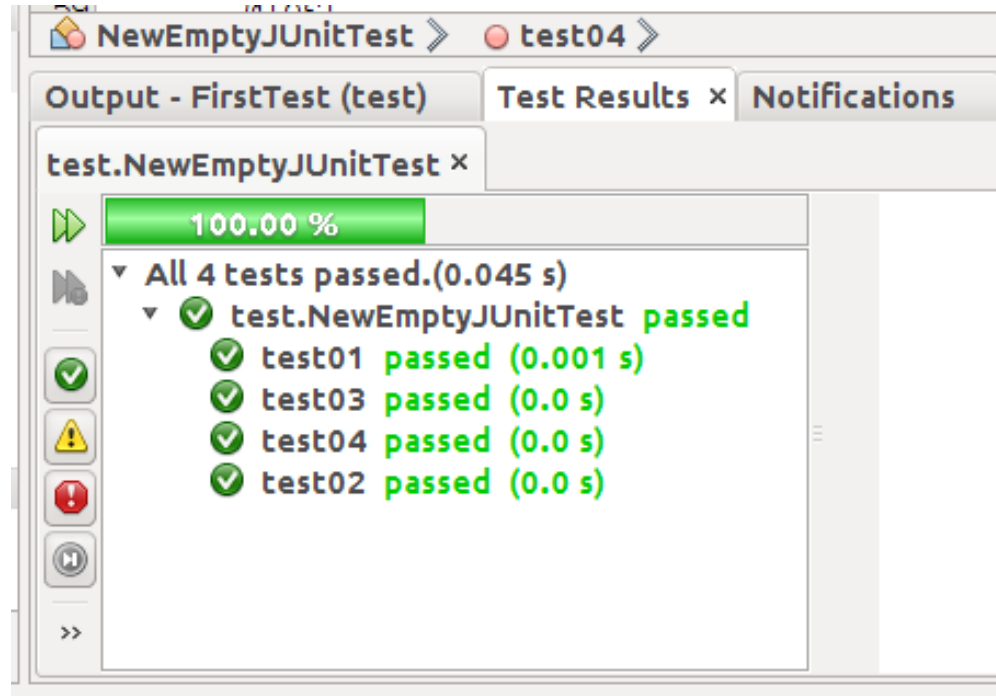 NewEmptyJUnitTest test04
Output - FirstTest (test) Test Results × Notifications
test.NewEmptyJUnitTest ×
100.00 %
All 4 tests passed.(0.045 s)
test.NewEmptyJUnitTest passed
test01 passed (0.001 s)
test03 passed (0.0 s)
test04 passed (0.0 s)
test02 passed (0.0 s)
>>